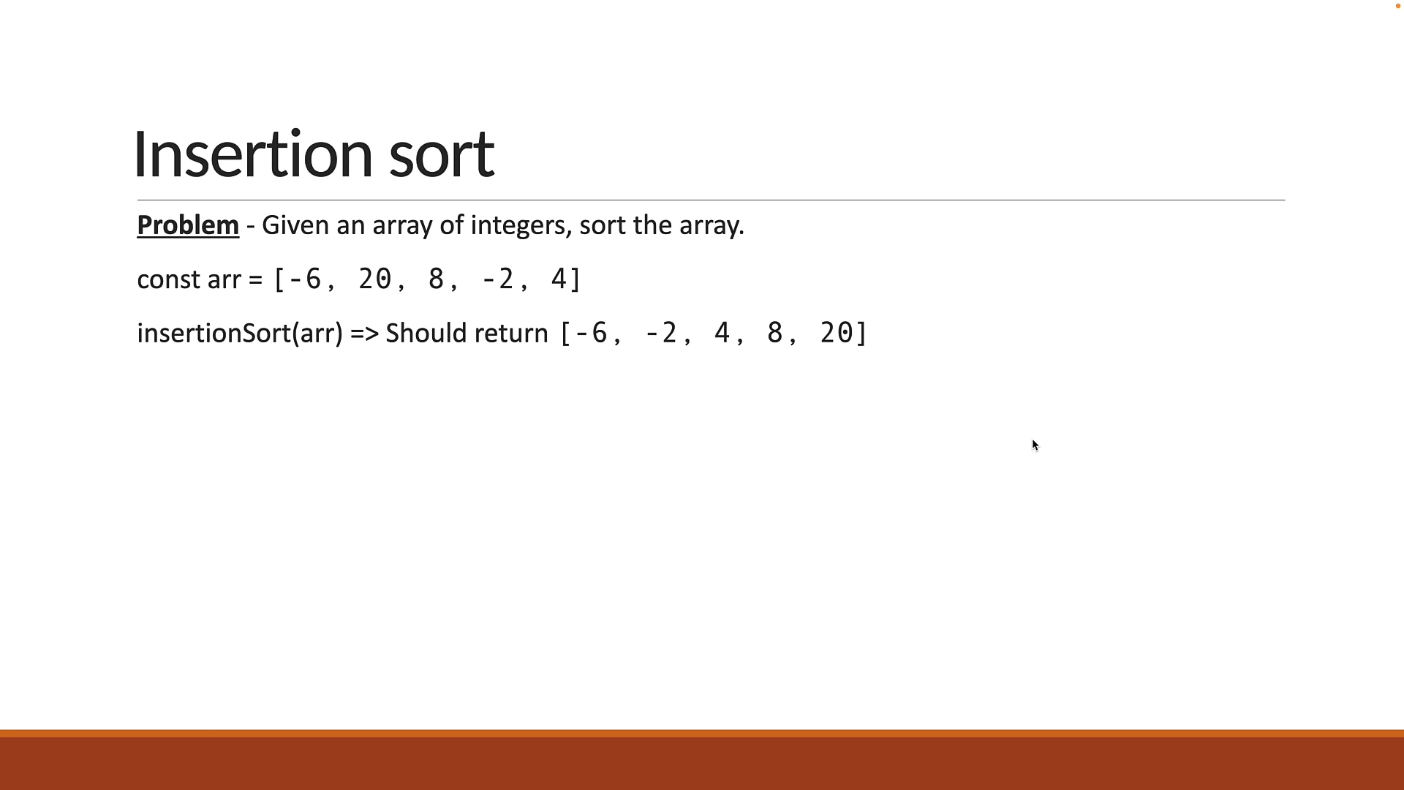 Insertion sort
Problem - Given an array of integers, sort the array.
const arr = [-6, 20, 8, -2, 4]
insertionSort(arr) => Should return [-6, -2, 4, 8, 20]